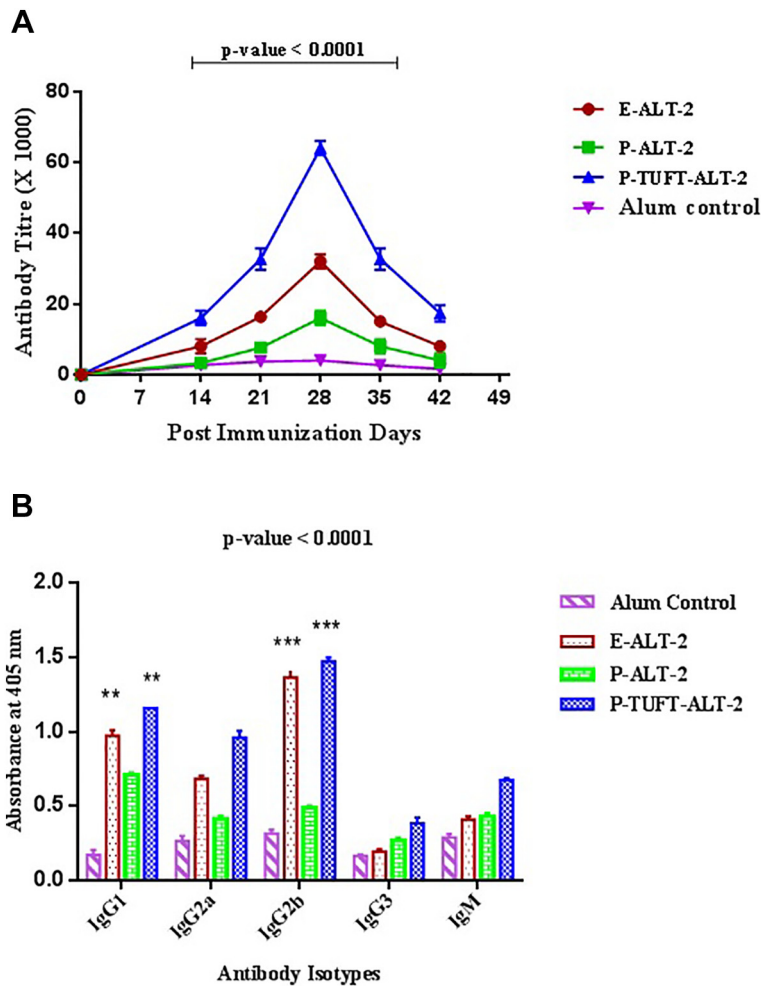 A
p-value < 0.0001
80
60
40
20
0
Antibody Titre (X 1000)
0 7 14 21 28 35 42 49
Post Immunization Days
E-ALT-2
P-ALT-2
P-TUFT-ALT-2
Alum control
B
p-value < 0.0001
2.0
1.5
1.0
0.5
0.0
Absorbance at 405 nm
** **
*** ***
IgG1 IgG2a IgG2b IgG3 IgM
Antibody Isotypes
Alum Control
E-ALT-2
P-ALT-2
P-TUFT-ALT-2